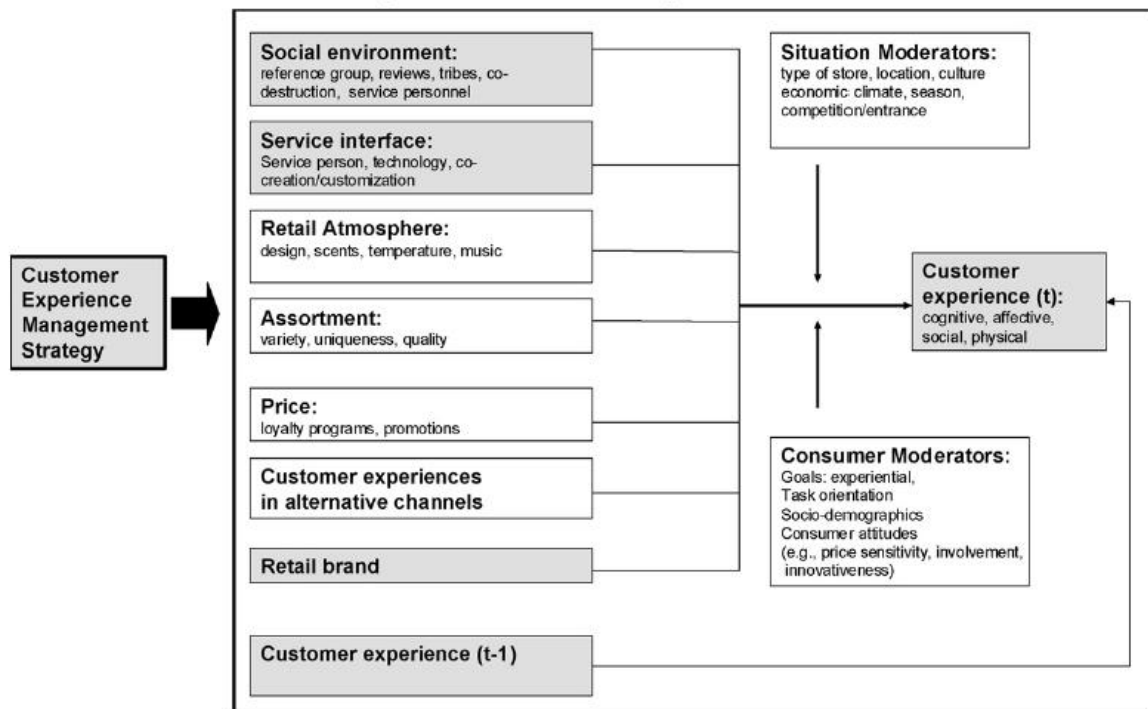 Customer
Experience
Management
Strategy
Social environment:
reference group, reviews, tribes, co-
destruction, service personnel
Service interface:
Service person, technology, co-
creation/customization
Retail Atmosphere:
design, scents, temperature, music
Assortment:
variety, uniqueness, quality
Price:
loyalty programs, promotions
Customer experiences
in alternative channels
Retail brand
Customer experience (t-1)
Situation Moderators:
type of store, location, culture
economic climate, season,
competition/entrance
Consumer Moderators:
Goals: experiential,
Task orientation
Socio-demographics
Consumer attitudes
(e.g., price sensitivity, involvement,
innovativeness)
Customer
experience (t):
cognitive, affective,
social, physical